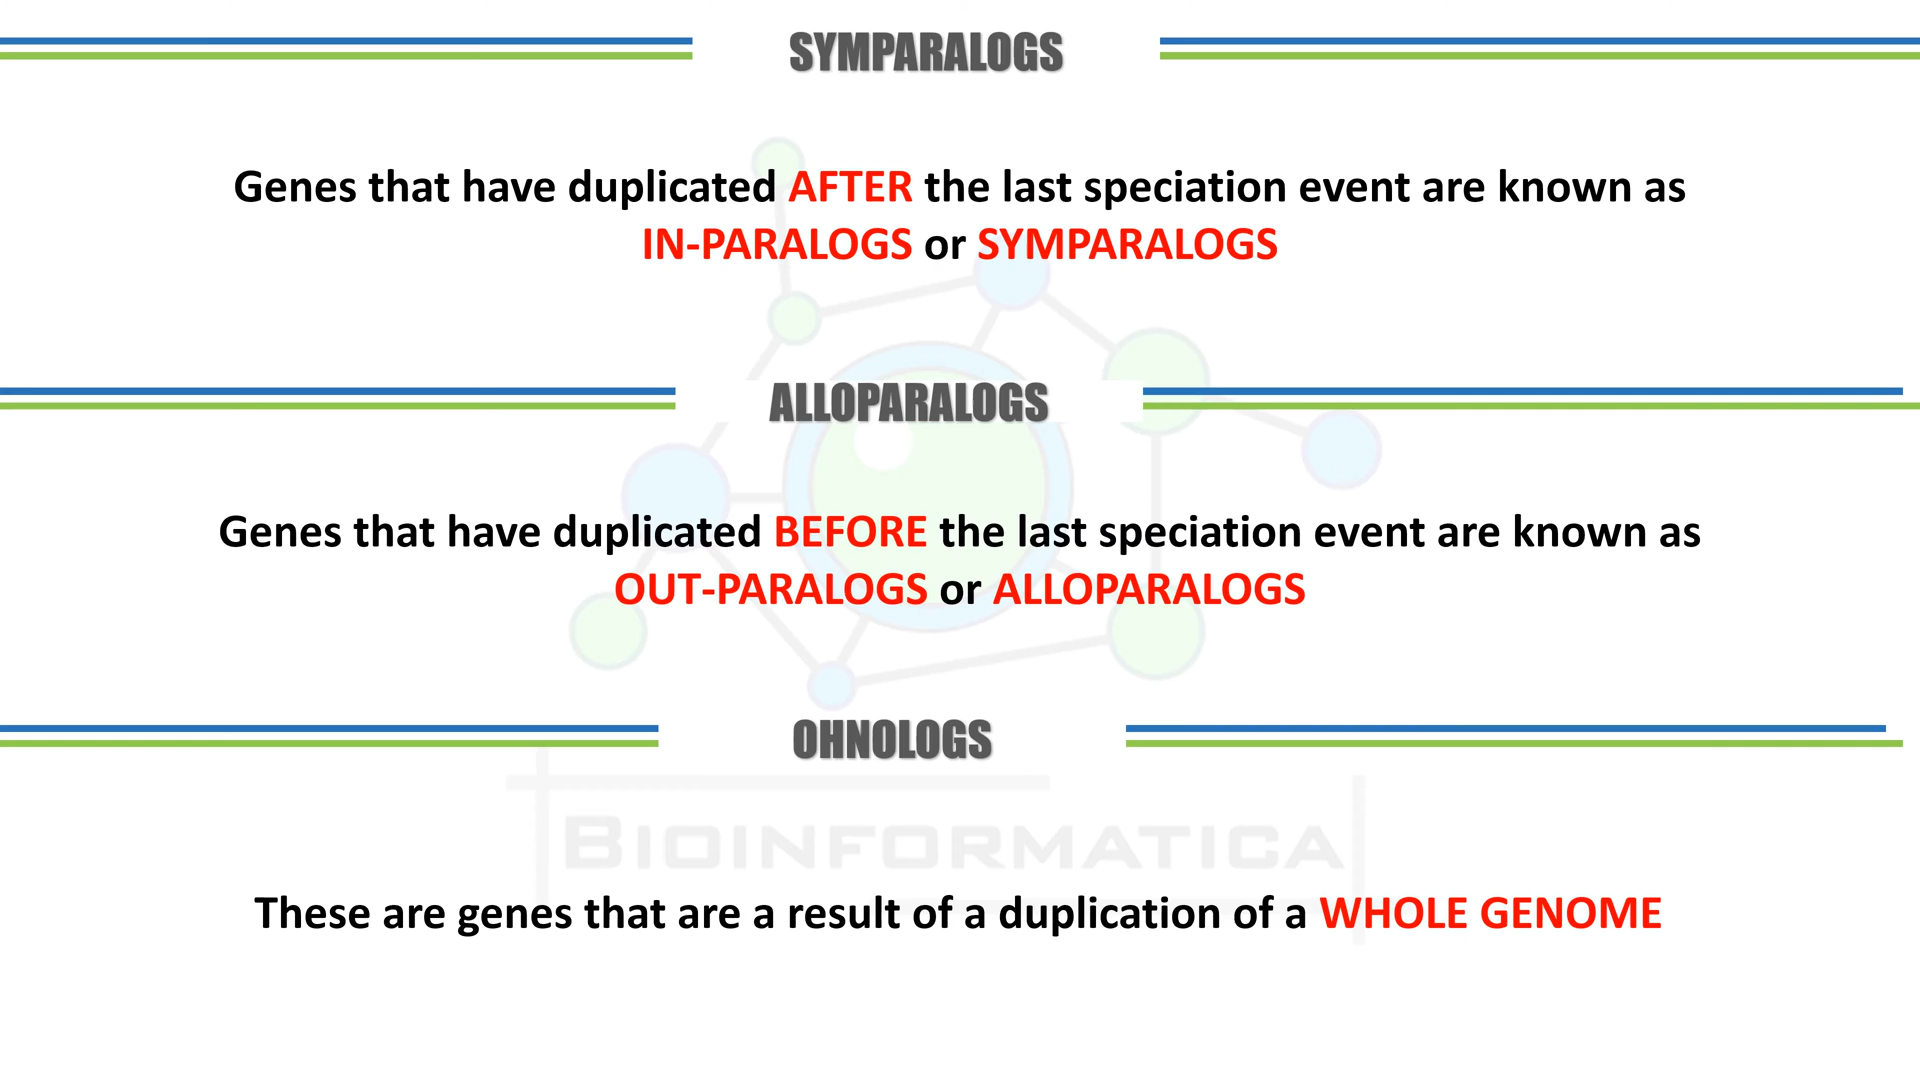 SYMPARALOGS
Genes that have duplicated AFTER the last speciation event are known as
IN-PARALOGS or SYMPARALOGS
ALLOPARALOGS
Genes that have duplicated BEFORE the last speciation event are known as
OUT-PARALOGS or ALLOPARALOGS
OHNOLOGS
BIOINFORMATICA
These are genes that are a result of a duplication of a WHOLE GENOME